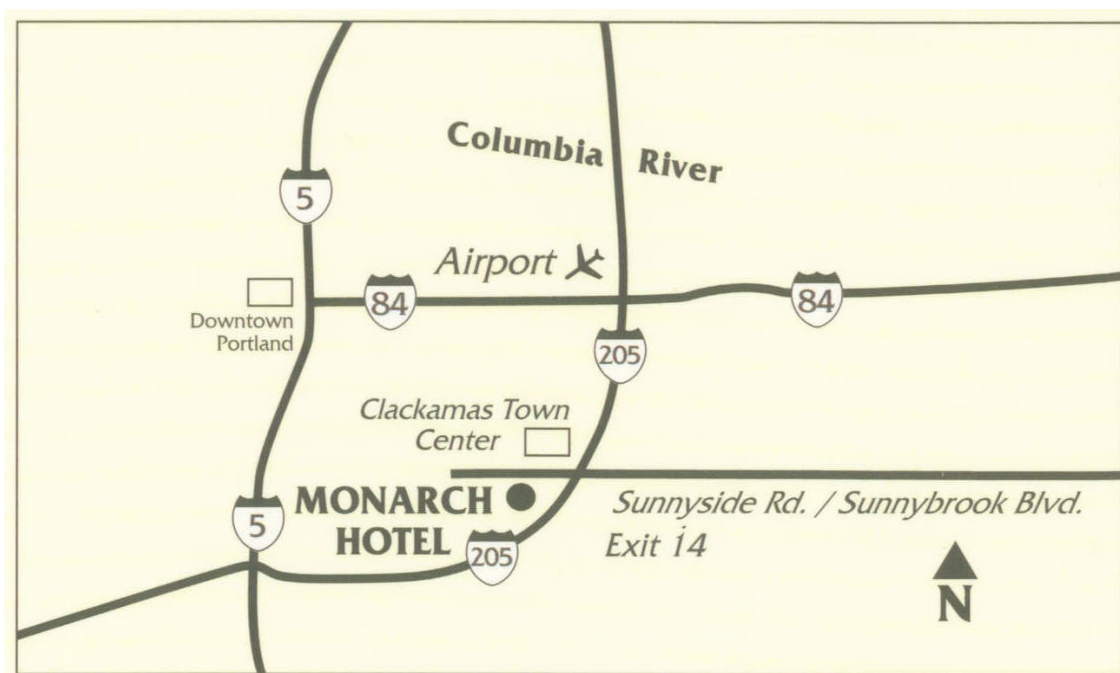 Columbia River
5
Airport
84
84
Downtown
Portland
205
Clackamas Town
Center
MONARCH
HOTEL
Sunnyside Rd. / Sunnybrook Blvd.
Exit 14
5
205
N